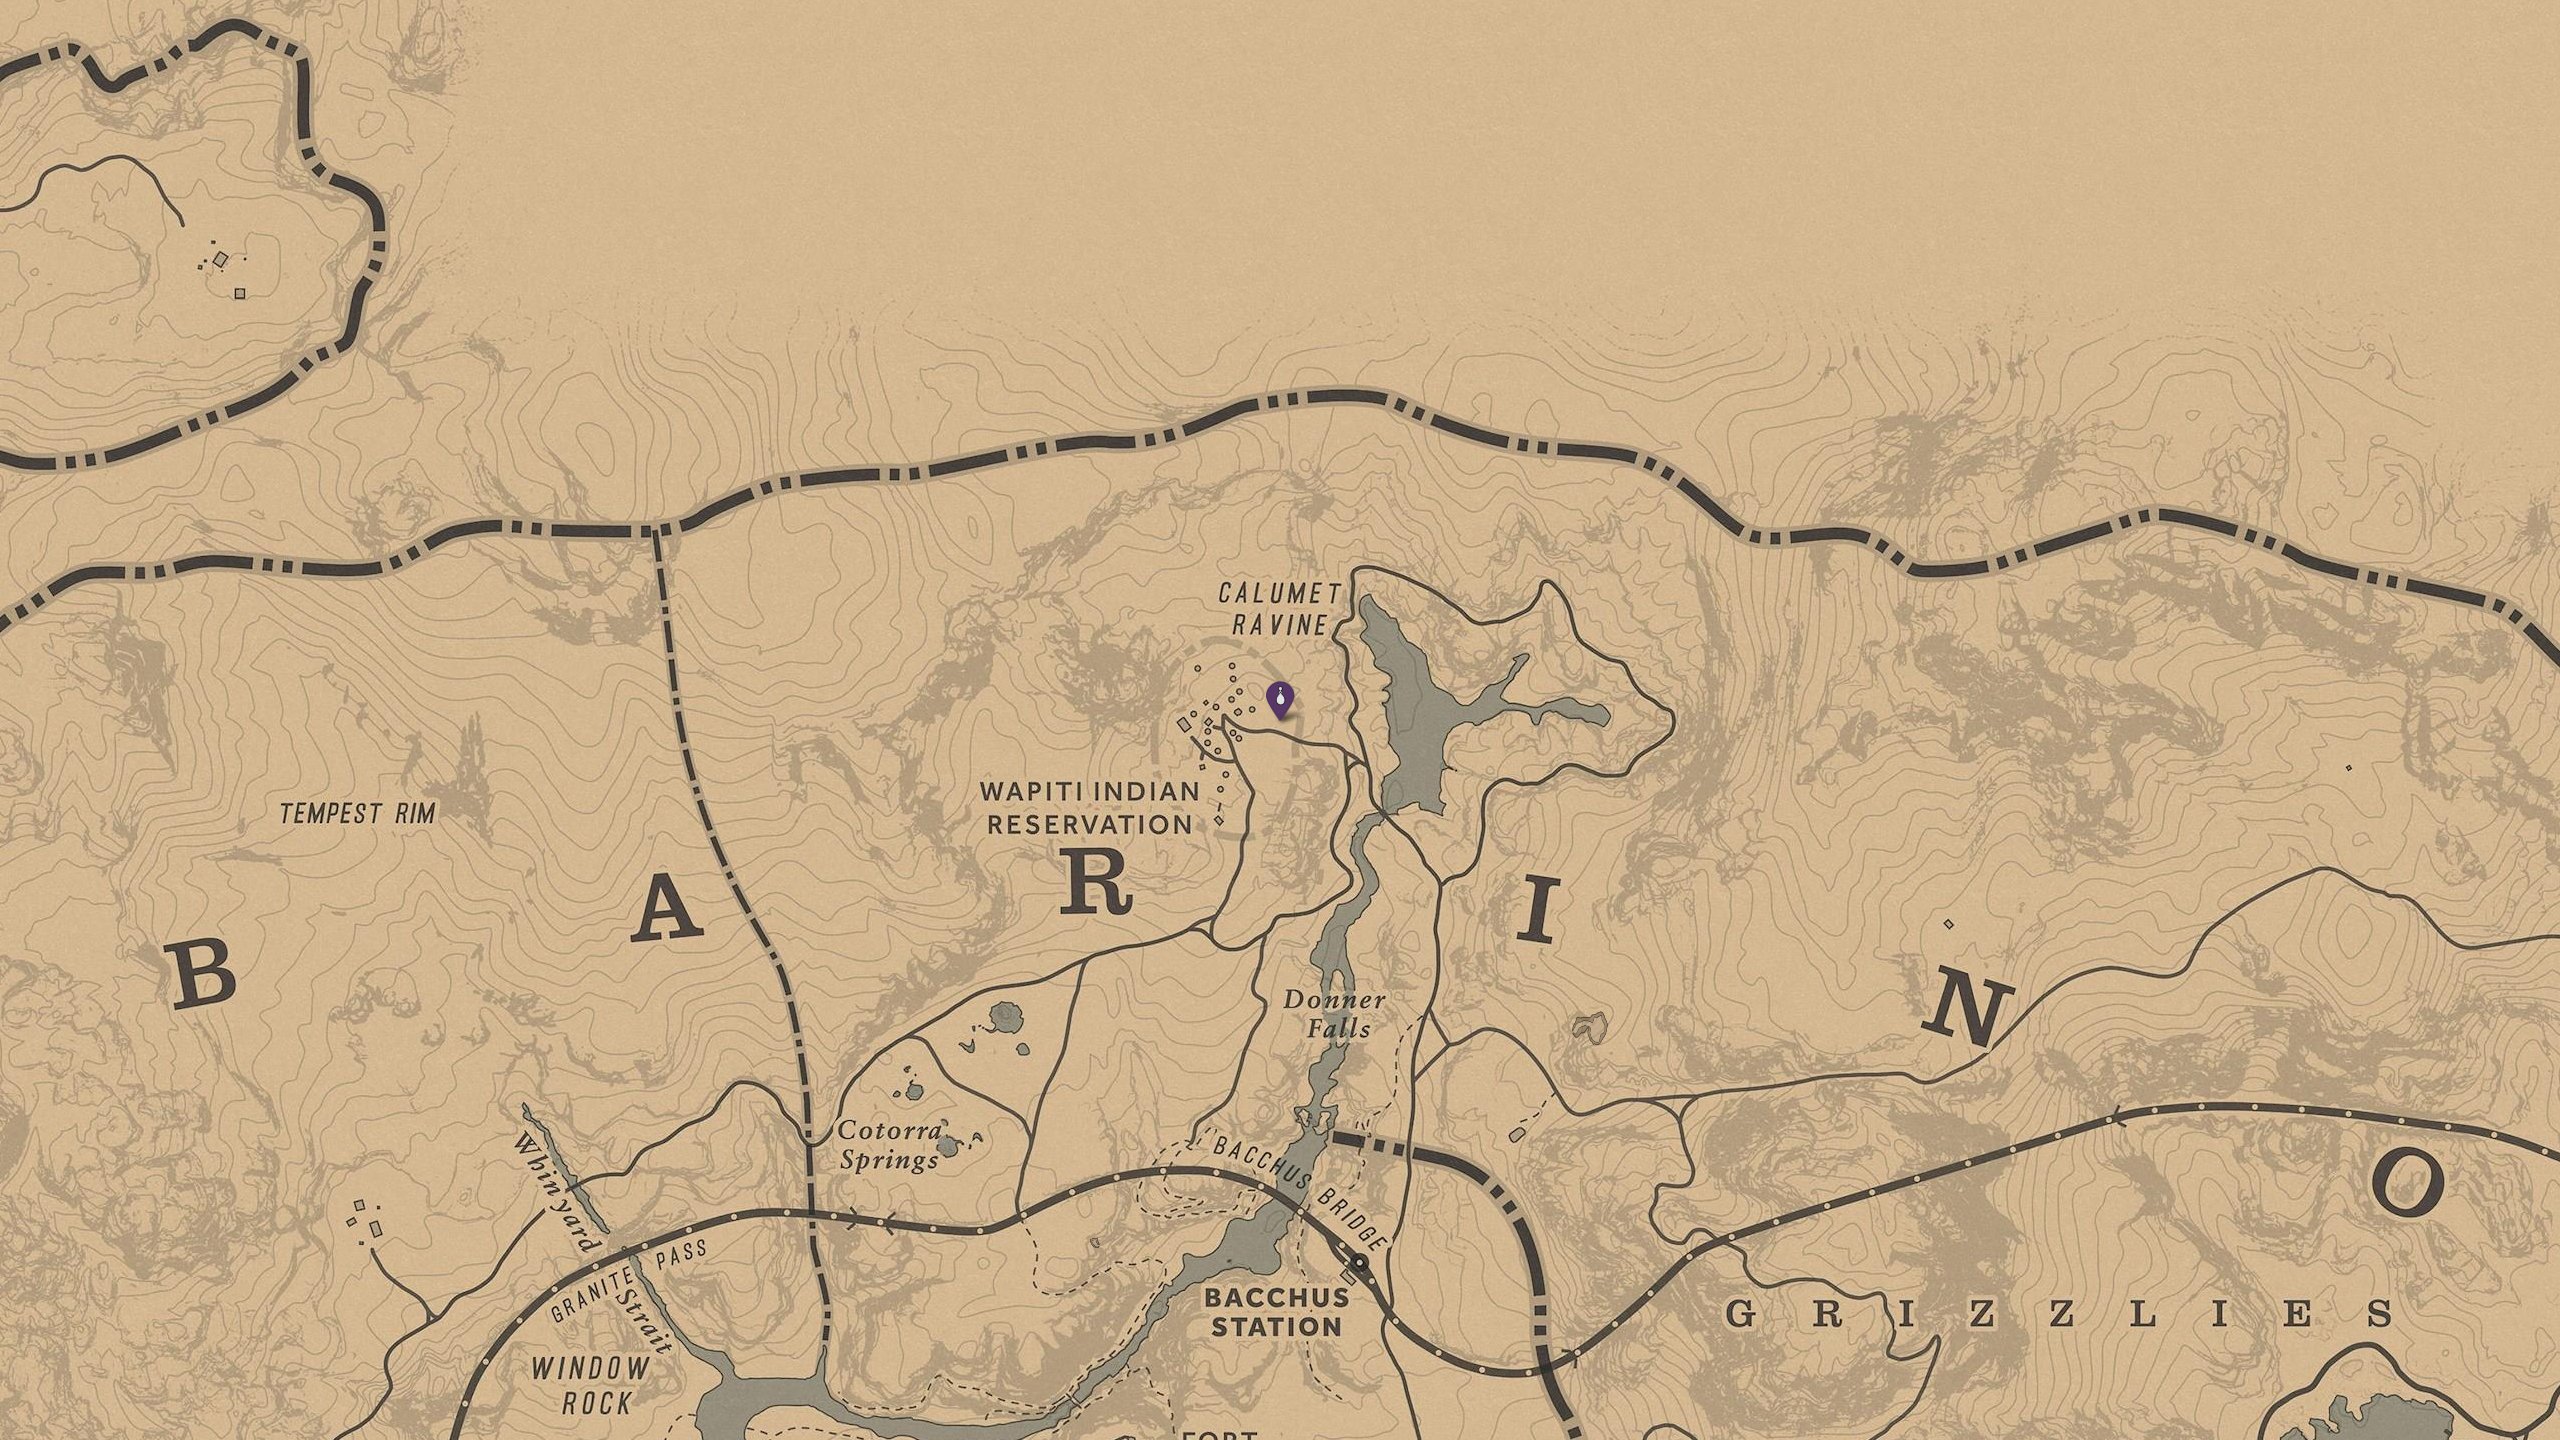 CALUMET
RAVINE
WAPITI INDIAN
RESERVATION
TEMPEST RIM
B A R I N O
Donner
Falls
Cotorra
Springs
Whinyard Strait
BACCHUS BRIDGE
GRANITE PASS
BACCHUS
STATION
GRIZZLIES
WINDOW
ROCK
FORT